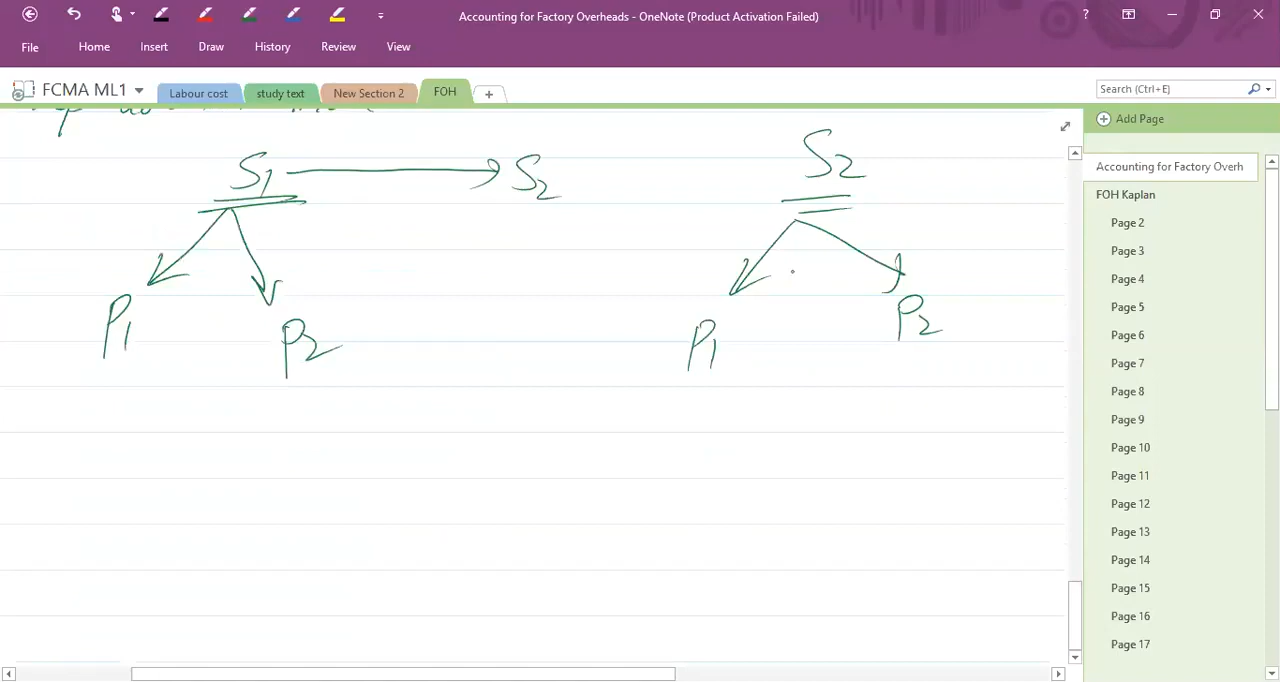 Accounting for Factory Overheads - OneNote (Product Activation Failed)
?
File Home Insert Draw History Review View
FCMA ML1 Labour cost study text New Section 2 FOH +
Search (Ctrl+E)
Add Page
S1 S2 S2
P1 P2 P1 P2
Accounting for Factory Overh
FOH Kaplan
Page 2
Page 3
Page 4
Page 5
Page 6
Page 7
Page 8
Page 9
Page 10
Page 11
Page 12
Page 13
Page 14
Page 15
Page 16
Page 17